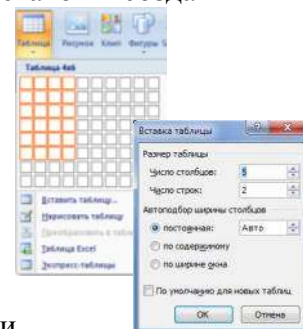 Таблица Рисунок Клип Фигуры
Таблица 4x6
Вставить таблицу...
Нарисовать таблицу
Преобразовать в табл
Таблица Excel
Экспресс-таблицы
Вставка таблицы
Размер таблицы
Число столбцов: 5
Число строк: 2
Автоподбор ширины столбцов
постоянная: Авто
по содержимому
по ширине окна
По умолчанию для новых таблиц
ОК Отмена
и